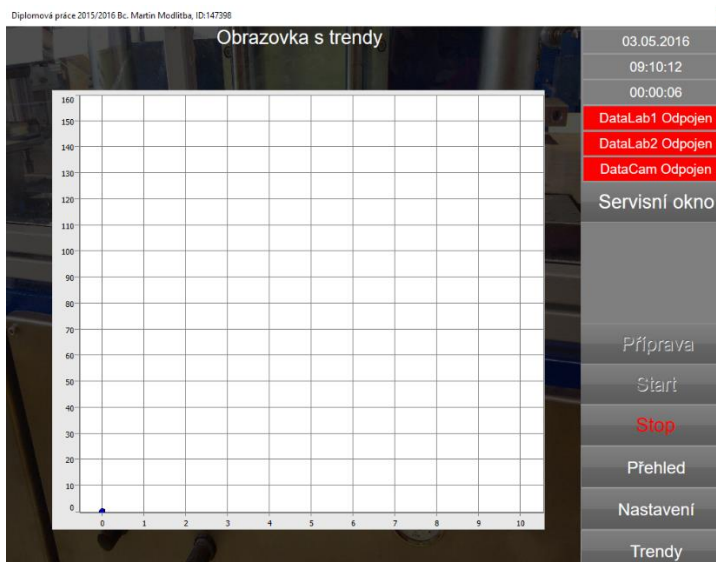 Diplomová práce 2015/2016 Bc. Martin Modlitba, ID:147398
Obrazovka s trendy
160
150
140
130
120
110
100
90
80
70
60
50
40
30
20
10
0
0 1 2 3 4 5 6 7 8 9 10
03.05.2016
09:10:12
00:00:06
DataLab1 Odpojen
DataLab2 Odpojen
DataCam Odpojen
Servisní okno
Příprava
Start
Stop
Přehled
Nastavení
Trendy